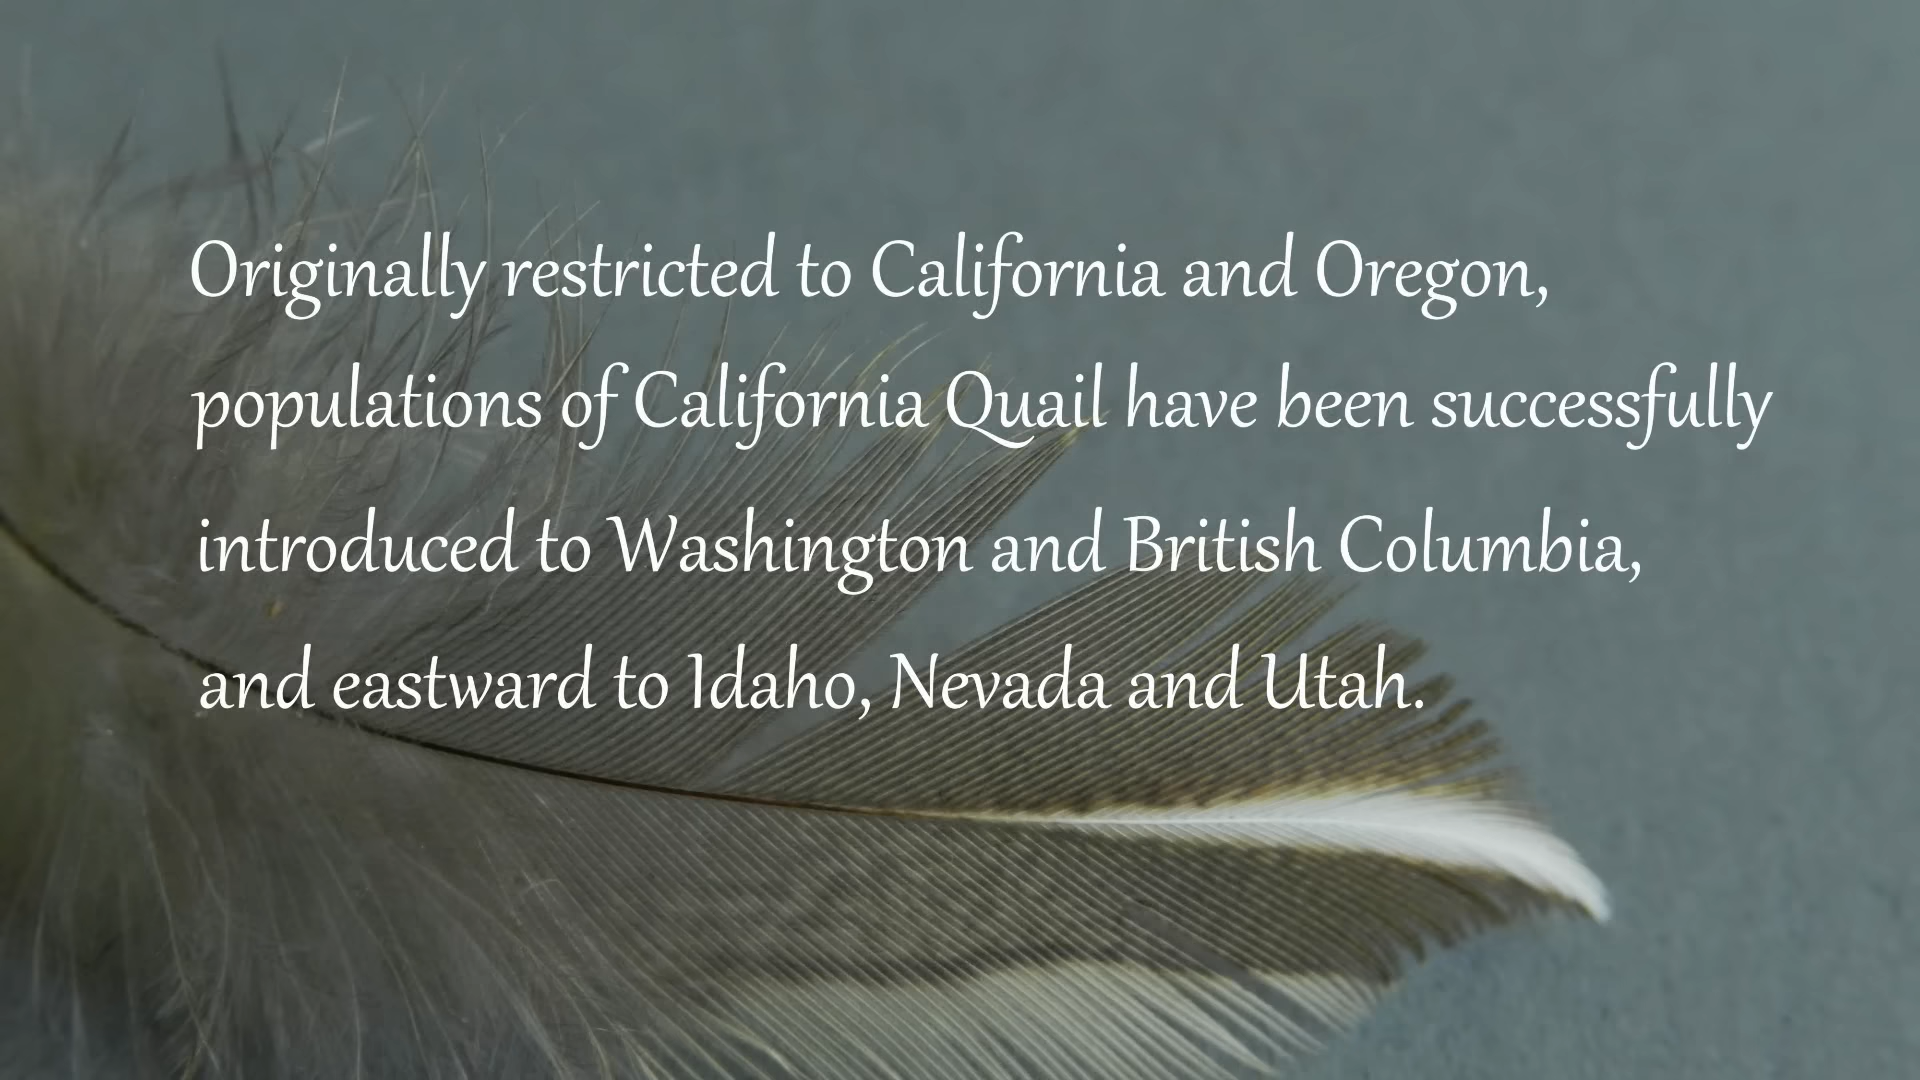 Originally restricted to California and Oregon,
populations of California Quail have been successfully
introduced to Washington and British Columbia,
and eastward to Idaho, Nevada and Utah.